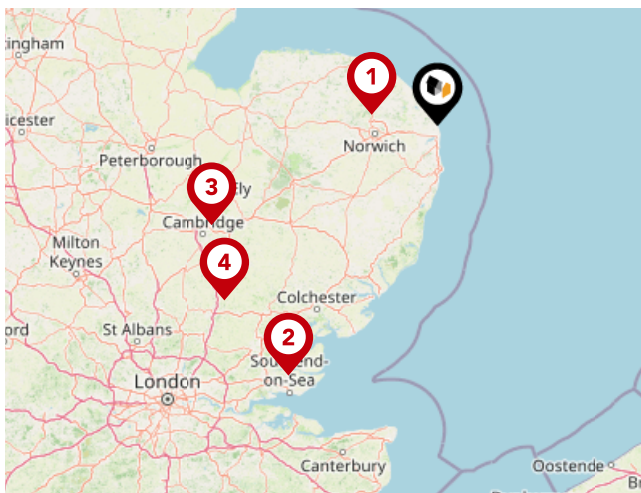 tingham
1
icester
Norwich
Peterborough
3
Ely
Cambridge
Milton
Keynes
4
Colchester
ord
St Albans
2
Southend-
on-Sea
London
Canterbury
Oostende